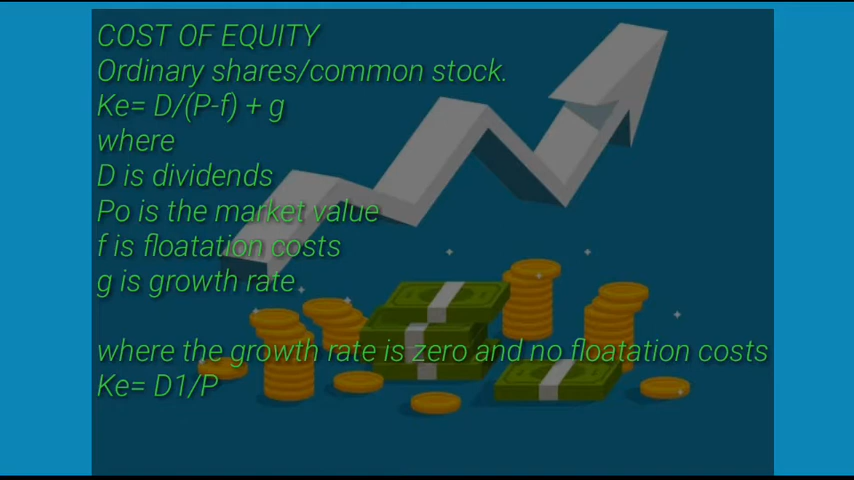 COST OF EQUITY
Ordinary shares/common stock.
Ke= D/(P-f) + g
where
D is dividends
Po is the market value
f is floatation costs
g is growth rate
where the growth rate is zero and no floatation costs
Ke= D1/P